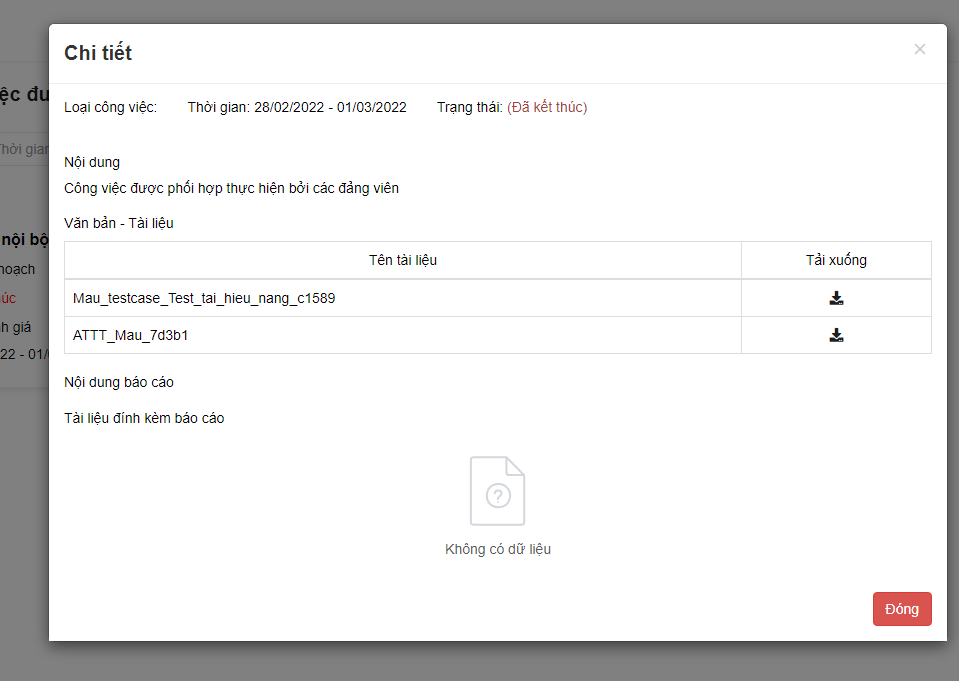 Chi tiết
×
ệc đu
Loại công việc: Thời gian: 28/02/2022 - 01/03/2022 Trạng thái: (Đã kết thúc)
Thời gian
Nội dung
Công việc được phối hợp thực hiện bởi các đảng viên
Văn bản - Tài liệu
nội bộ
Tên tài liệu Tải xuống
hoạch
Mau_testcase_Test_tai_hieu_nang_c1589
úc
h giá
ATTT_Mau_7d3b1
22 - 01/
Nội dung báo cáo
Tài liệu đính kèm báo cáo
?
Không có dữ liệu
Đóng